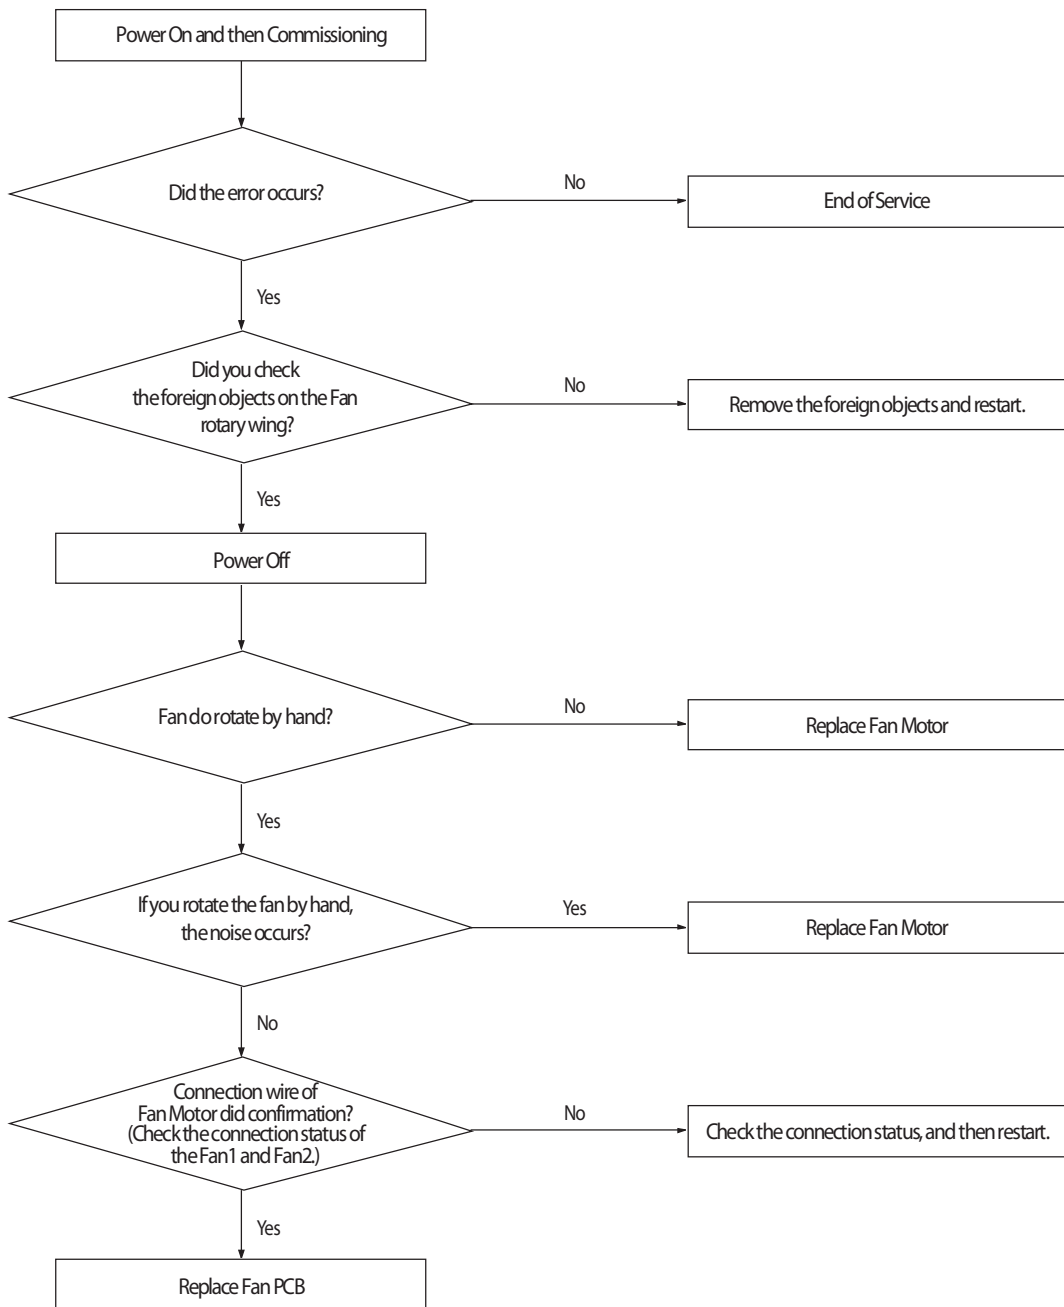 Power On and then Commissioning
Did the error occurs?
No
End of Service
Yes
Did you check
the foreign objects on the Fan
rotary wing?
No
Remove the foreign objects and restart.
Yes
Power Off
Fan do rotate by hand?
No
Replace Fan Motor
Yes
If you rotate the fan by hand,
the noise occurs?
Yes
Replace Fan Motor
No
Connection wire of
Fan Motor did confirmation?
(Check the connection status of
the Fan1 and Fan2.)
No
Check the connection status, and then restart.
Yes
Replace Fan PCB